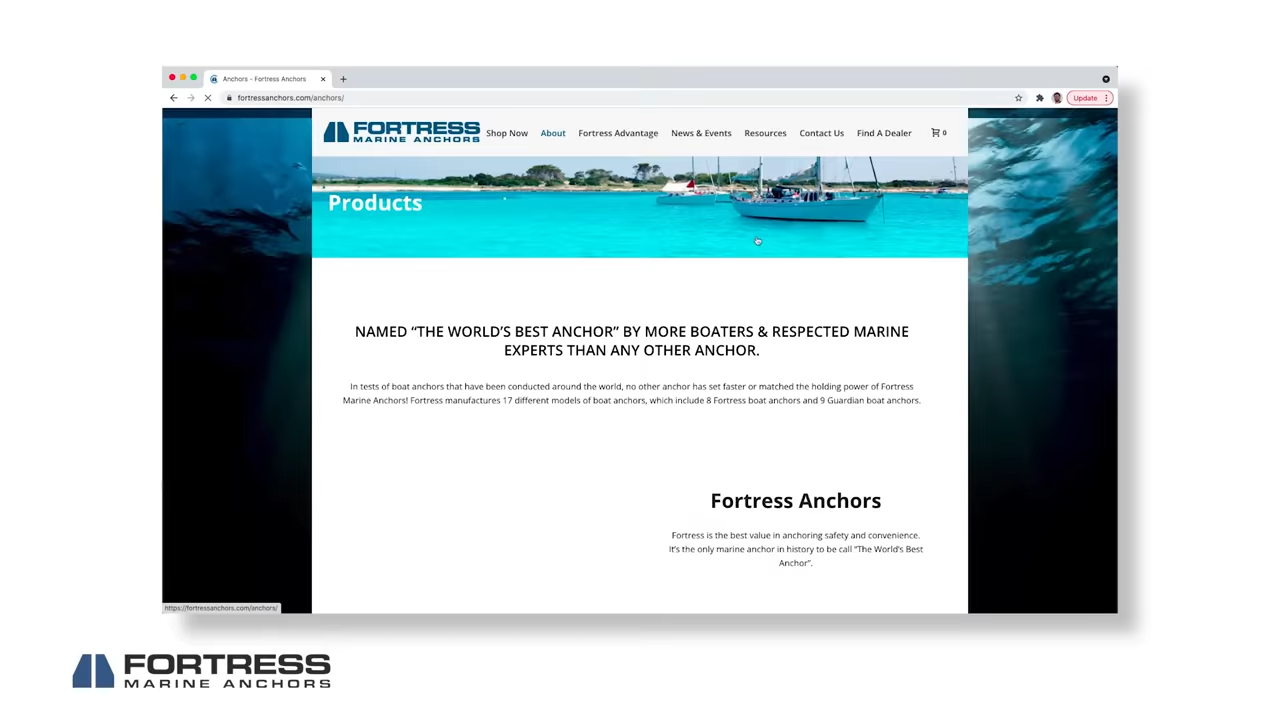 Anchors - Fortress Anchors
fortressanchors.com/anchors/
Update
FORTRESS
MARINE ANCHORS
Shop Now
About
Fortress Advantage
News & Events
Resources
Contact Us
Find A Dealer
0
Products
NAMED “THE WORLD’S BEST ANCHOR” BY MORE BOATERS & RESPECTED MARINE
EXPERTS THAN ANY OTHER ANCHOR.
In tests of boat anchors that have been conducted around the world, no other anchor has set faster or matched the holding power of Fortress
Marine Anchors! Fortress manufactures 17 different models of boat anchors, which include 8 Fortress boat anchors and 9 Guardian boat anchors.
Fortress Anchors
Fortress is the best value in anchoring safety and convenience.
It’s the only marine anchor in history to be call “The World’s Best
Anchor”.
https://fortressanchors.com/anchors/
FORTRESS
MARINE ANCHORS